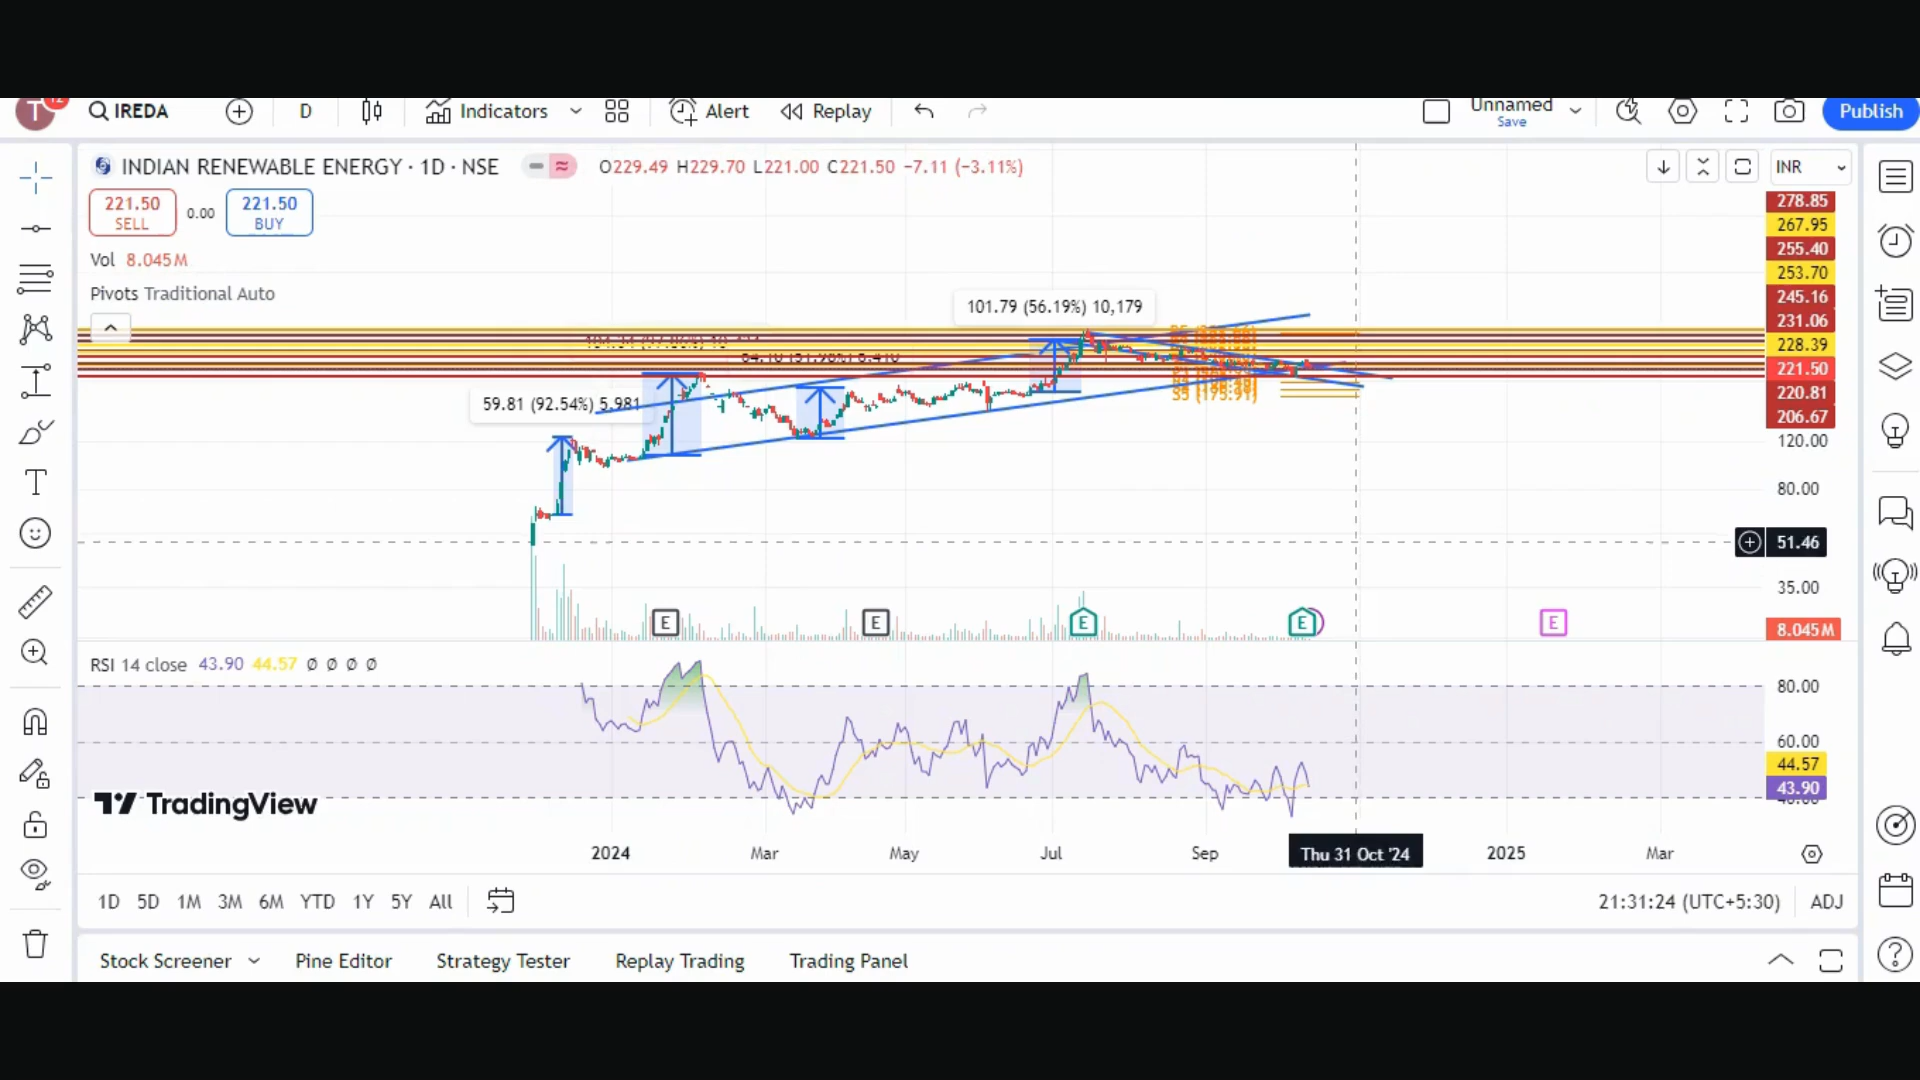 T 12 IREDA D Indicators Alert Replay Unnamed Save Publish
INDIAN RENEWABLE ENERGY · 1D · NSE O229.49 H229.70 L221.00 C221.50 −7.11 (−3.11%) INR
221.50 SELL 0.00 221.50 BUY
Vol 8.045M
Pivots Traditional Auto
278.85
267.95
255.40
253.70
245.16
231.06
228.39
221.50
220.81
206.67
120.00
80.00
51.46
35.00
8.045M
101.79 (56.19%) 10,179
59.81 (92.54%) 5,981
S5 (175.91)
E E E E E
RSI 14 close 43.90 44.57 Ø Ø Ø Ø
80.00
60.00
44.57
43.90
TradingView
2024 Mar May Jul Sep Thu 31 Oct '24 2025 Mar
1D 5D 1M 3M 6M YTD 1Y 5Y All 21:31:24 (UTC+5:30) ADJ
Stock Screener Pine Editor Strategy Tester Replay Trading Trading Panel